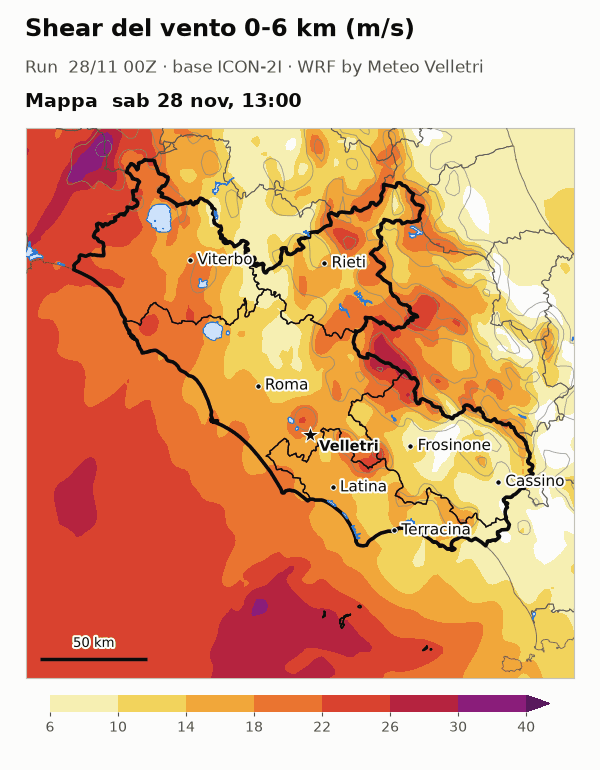 Shear del vento 0-6 km (m/s)
Run  28/11 00Z · base ICON-2I · WRF by Meteo Velletri
Mappa  sab 28 nov, 13:00
Viterbo
Rieti
Roma
Velletri
Frosinone
Cassino
Latina
Terracina
50 km
6 10 14 18 22 26 30 40